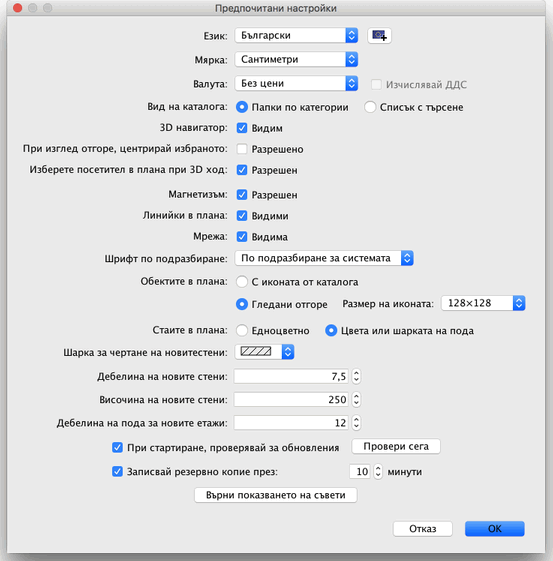 Предпочитани настройки
Език: Български
Мярка: Сантиметри
Валута: Без цени Изчислявай ДДС
Вид на каталога: Папки по категории Списък с търсене
3D навигатор: Видим
При изглед отгоре, центрирай избраното: Разрешено
Изберете посетител в плана при 3D ход: Разрешен
Магнетизъм: Разрешен
Линийки в плана: Видими
Мрежа: Видима
Шрифт по подразбиране: По подразбиране за системата
Обектите в плана: С иконата от каталога
Гледани отгоре Размер на иконата: 128×128
Стаите в плана: Едноцветно Цвета или шарката на пода
Шарка за чертане на новитестени:
Дебелина на новите стени: 7,5
Височина на новите стени: 250
Дебелина на пода за новите етажи: 12
При стартиране, проверявай за обновления Провери сега
Записвай резервно копие през: 10 минути
Върни показването на съвети
Отказ OK